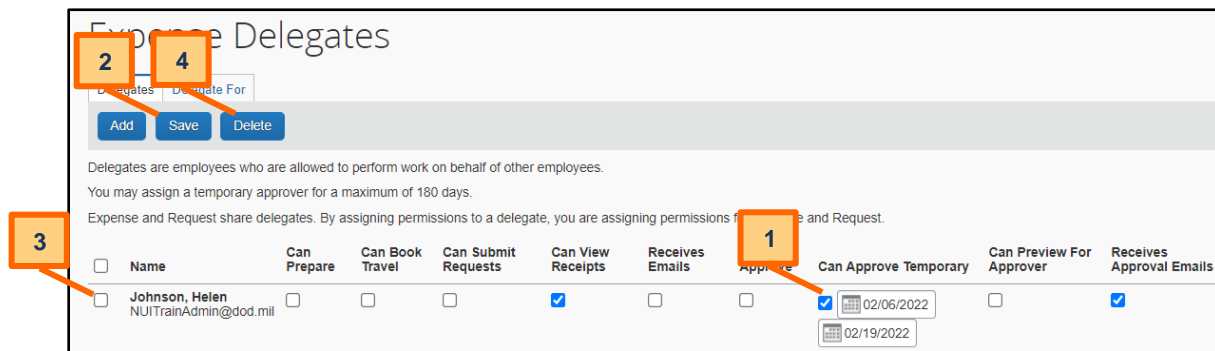 Expense Delegates
2
4
Delegates Delegate For
Add Save Delete
Delegates are employees who are allowed to perform work on behalf of other employees.
You may assign a temporary approver for a maximum of 180 days.
Expense and Request share delegates. By assigning permissions to a delegate, you are assigning permissions and Request.
3
1
Name
Can Prepare
Can Book Travel
Can Submit Requests
Can View Receipts
Receives Emails
Can Approve Temporary
Can Preview For Approver
Receives Approval Emails
Johnson, Helen
NUITrainAdmin@dod.mil
02/06/2022
02/19/2022